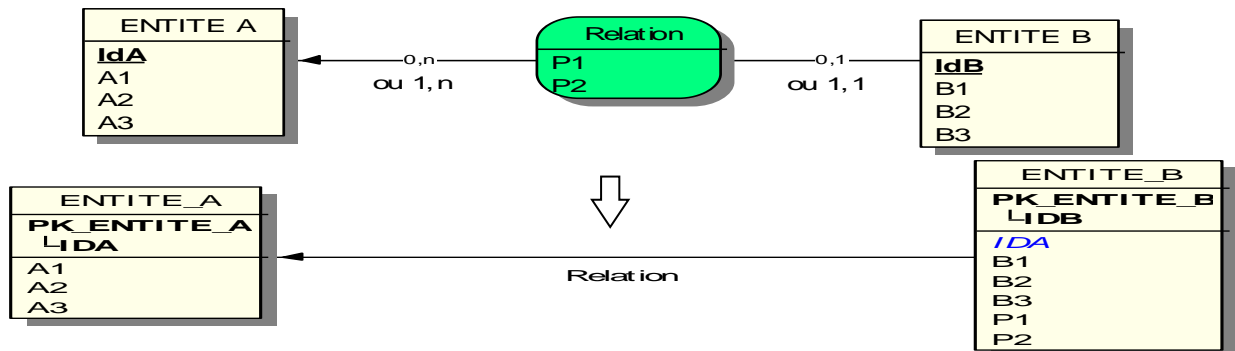 ENTITE A
IdA
A1
A2
A3
0,n
ou 1,n
Relation
P1
P2
0,1
ou 1,1
ENTITE B
IdB
B1
B2
B3
ENTITE_A
PK_ENTITE_A
IDA
A1
A2
A3
Relation
ENTITE_B
PK_ENTITE_B
IDB
IDA
B1
B2
B3
P1
P2